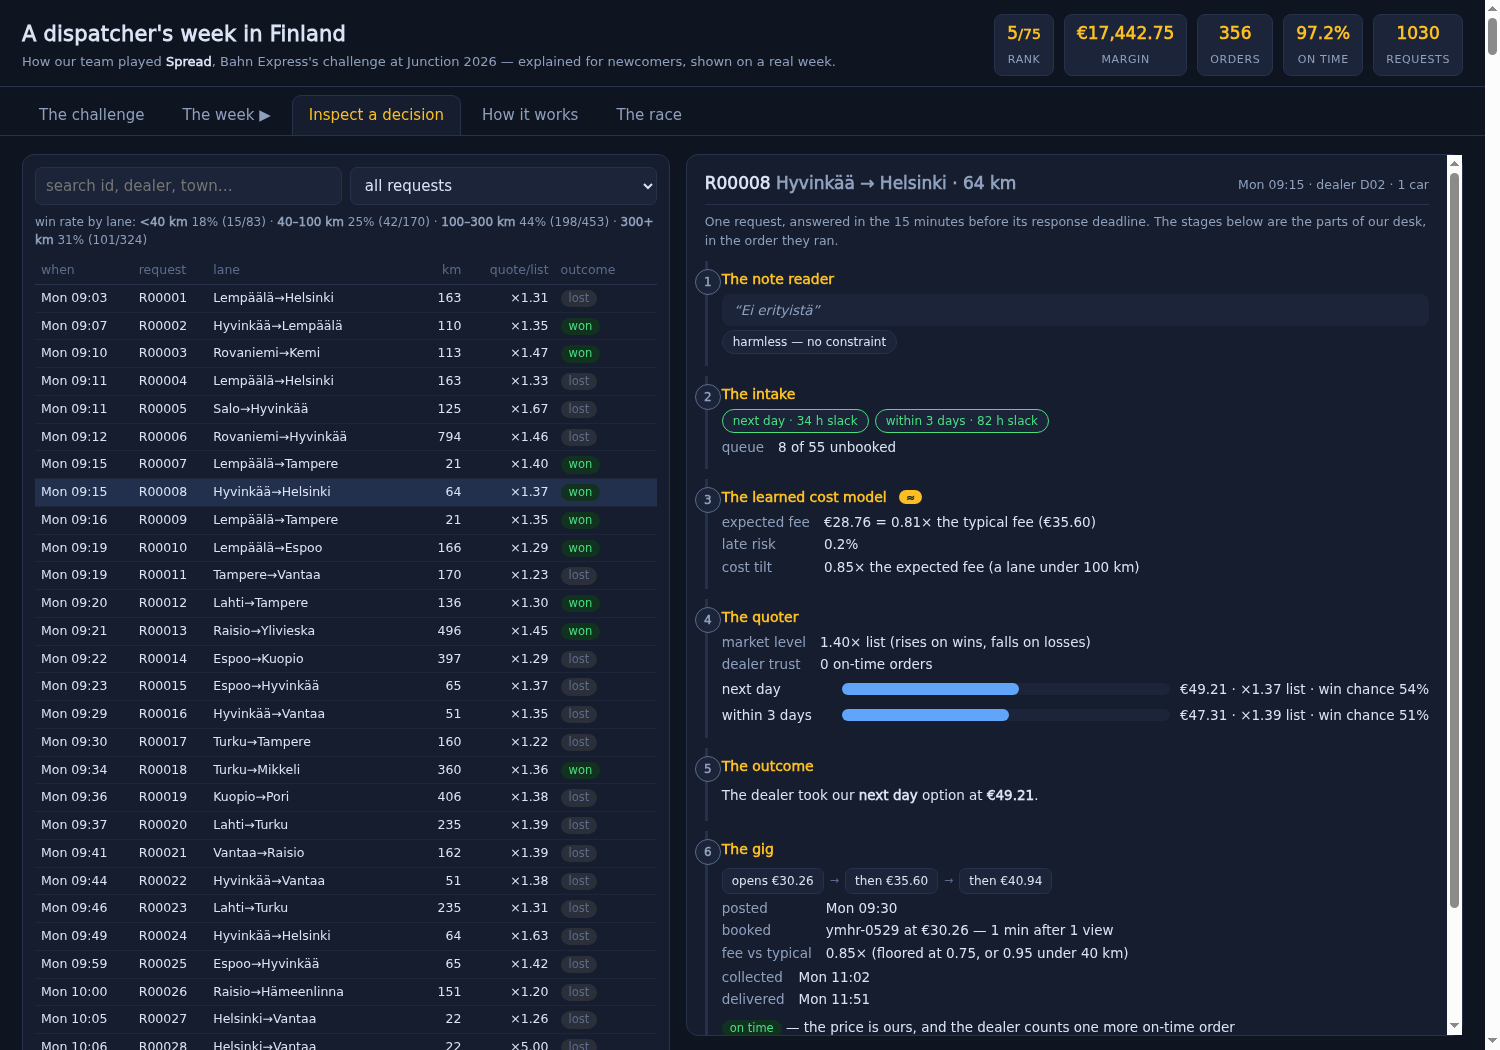 A dispatcher's week in Finland
How our team played Spread, Bahn Express's challenge at Junction 2026 — explained for newcomers, shown on a real week.
5/75
RANK
€17,442.75
MARGIN
356
ORDERS
97.2%
ON TIME
1030
REQUESTS
The challenge
The week ▶
Inspect a decision
How it works
The race
search id, dealer, town...
all requests
win rate by lane: <40 km 18% (15/83) · 40–100 km 25% (42/170) · 100–300 km 44% (198/453) · 300+
km 31% (101/324)
when request lane km quote/list outcome
Mon 09:03 R00001 Lempäälä→Helsinki 163 ×1.31 lost
Mon 09:07 R00002 Hyvinkää→Lempäälä 110 ×1.35 won
Mon 09:10 R00003 Rovaniemi→Kemi 113 ×1.47 won
Mon 09:11 R00004 Lempäälä→Helsinki 163 ×1.33 lost
Mon 09:11 R00005 Salo→Hyvinkää 125 ×1.67 lost
Mon 09:12 R00006 Rovaniemi→Hyvinkää 794 ×1.46 lost
Mon 09:15 R00007 Lempäälä→Tampere 21 ×1.40 won
Mon 09:15 R00008 Hyvinkää→Helsinki 64 ×1.37 won
Mon 09:16 R00009 Lempäälä→Tampere 21 ×1.35 won
Mon 09:19 R00010 Lempäälä→Espoo 166 ×1.29 won
Mon 09:19 R00011 Tampere→Vantaa 170 ×1.23 lost
Mon 09:20 R00012 Lahti→Tampere 136 ×1.30 won
Mon 09:21 R00013 Raisio→Ylivieska 496 ×1.45 won
Mon 09:22 R00014 Espoo→Kuopio 397 ×1.29 lost
Mon 09:23 R00015 Espoo→Hyvinkää 65 ×1.37 lost
Mon 09:29 R00016 Hyvinkää→Vantaa 51 ×1.35 lost
Mon 09:30 R00017 Turku→Tampere 160 ×1.22 lost
Mon 09:34 R00018 Turku→Mikkeli 360 ×1.36 won
Mon 09:36 R00019 Kuopio→Pori 406 ×1.38 lost
Mon 09:37 R00020 Lahti→Turku 235 ×1.39 lost
Mon 09:41 R00021 Vantaa→Raisio 162 ×1.39 lost
Mon 09:44 R00022 Hyvinkää→Vantaa 51 ×1.38 lost
Mon 09:46 R00023 Lahti→Turku 235 ×1.31 lost
Mon 09:49 R00024 Hyvinkää→Helsinki 64 ×1.63 lost
Mon 09:59 R00025 Espoo→Hyvinkää 65 ×1.42 lost
Mon 10:00 R00026 Raisio→Hämeenlinna 151 ×1.20 lost
Mon 10:05 R00027 Helsinki→Vantaa 22 ×1.26 lost
Mon 10:06 R00028 Helsinki→Vantaa 22 ×5.00 lost
R00008 Hyvinkää → Helsinki · 64 km
Mon 09:15 · dealer D02 · 1 car
One request, answered in the 15 minutes before its response deadline. The stages below are the parts of our desk,
in the order they ran.
1 The note reader
“Ei erityistä”
harmless — no constraint
2 The intake
next day · 34 h slack
within 3 days · 82 h slack
queue 8 of 55 unbooked
3 The learned cost model ≈
expected fee €28.76 = 0.81× the typical fee (€35.60)
late risk 0.2%
cost tilt 0.85× the expected fee (a lane under 100 km)
4 The quoter
market level 1.40× list (rises on wins, falls on losses)
dealer trust 0 on-time orders
next day €49.21 · ×1.37 list · win chance 54%
within 3 days €47.31 · ×1.39 list · win chance 51%
5 The outcome
The dealer took our next day option at €49.21.
6 The gig
opens €30.26 → then €35.60 → then €40.94
posted Mon 09:30
booked ymhr-0529 at €30.26 — 1 min after 1 view
fee vs typical 0.85× (floored at 0.75, or 0.95 under 40 km)
collected Mon 11:02
delivered Mon 11:51
on time — the price is ours, and the dealer counts one more on-time order